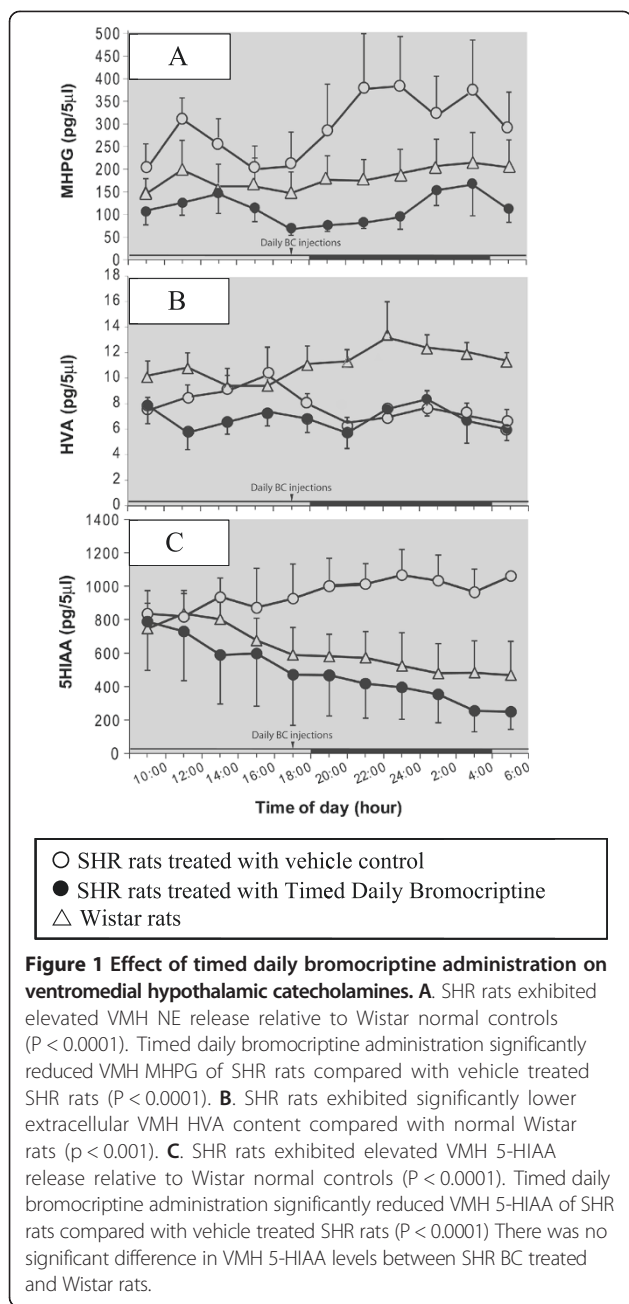 A
MHPG (pg/5µl)
500
450
400
350
300
250
200
150
100
50
0
Daily BC injections
B
HVA (pg/5µl)
18
16
14
12
10
8
6
4
2
0
Daily BC injections
C
5HIAA (pg/5µl)
1400
1200
1000
800
600
400
200
0
Daily BC injections
10:00 12:00 14:00 16:00 18:00 20:00 22:00 24:00 2:00 4:00 6:00
Time of day (hour)
○ SHR rats treated with vehicle control
● SHR rats treated with Timed Daily Bromocriptine
△ Wistar rats
Figure 1 Effect of timed daily bromocriptine administration on
ventromedial hypothalamic catecholamines. A. SHR rats exhibited
elevated VMH NE release relative to Wistar normal controls
(P < 0.0001). Timed daily bromocriptine administration significantly
reduced VMH MHPG of SHR rats compared with vehicle treated
SHR rats (P < 0.0001). B. SHR rats exhibited significantly lower
extracellular VMH HVA content compared with normal Wistar
rats (p < 0.001). C. SHR rats exhibited elevated VMH 5-HIAA
release relative to Wistar normal controls (P < 0.0001). Timed daily
bromocriptine administration significantly reduced VMH 5-HIAA of SHR
rats compared with vehicle treated SHR rats (P < 0.0001) There was no
significant difference in VMH 5-HIAA levels between SHR BC treated
and Wistar rats.